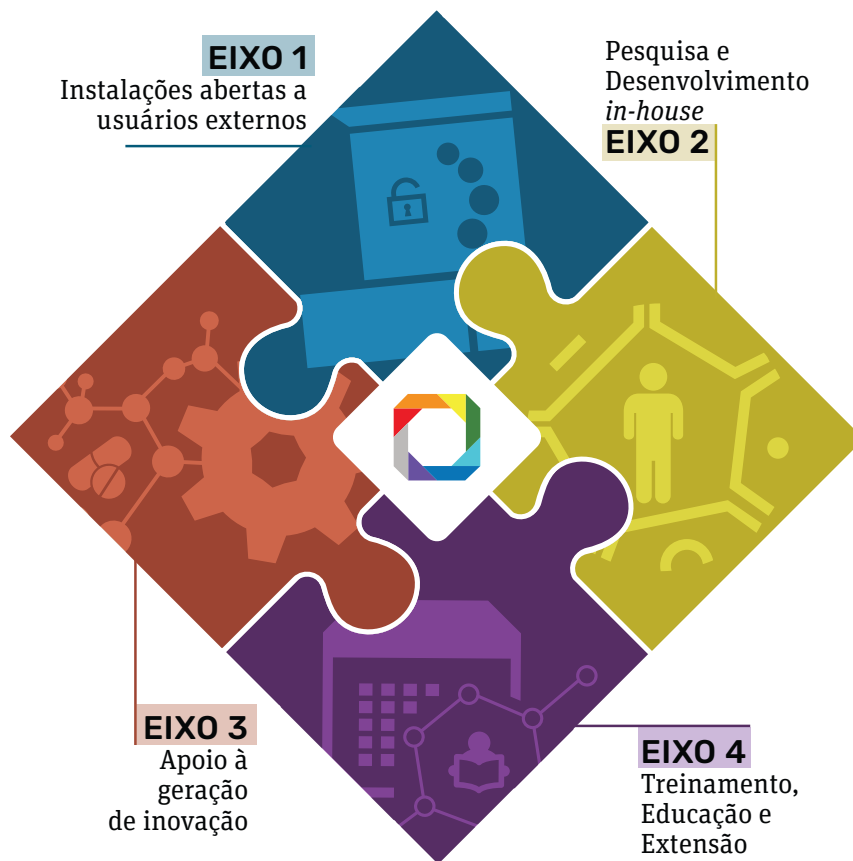 EIXO 1
Instalações abertas a
usuários externos
Pesquisa e
Desenvolvimento
in-house
EIXO 2
EIXO 3
Apoio à
geração
de inovação
EIXO 4
Treinamento,
Educação e
Extensão